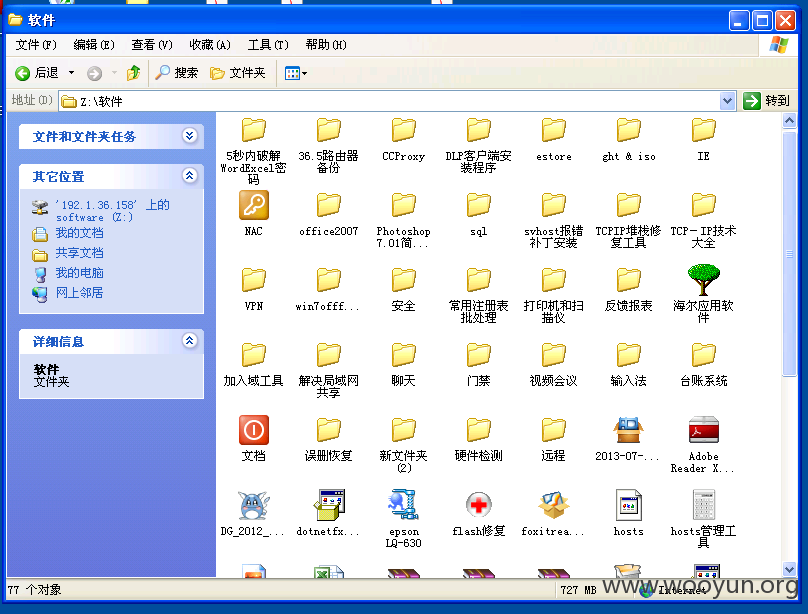 软件
文件(F) 编辑(E) 查看(V) 收藏(A) 工具(T) 帮助(H)
后退 搜索 文件夹
地址(D) Z:\软件 转到
文件和文件夹任务
其它位置
'192.1.36.158' 上的
software (Z:)
我的文档
共享文档
我的电脑
网上邻居
详细信息
软件
文件夹
5秒内破解
WordExcel密
码
36.5路由器
备份
CCProxy
DLP客户端安
装程序
estore
ght & iso
IE
NAC
office2007
Photoshop
7.01简...
sql
svhost报错
补丁安装
TCPIP堆栈修
复工具
TCP－IP技术
大全
VPN
win7offf...
安全
常用注册表
批处理
打印机和扫
描仪
反馈报表
海尔应用软
件
加入域工具
解决局域网
共享
聊天
门禁
视频会议
输入法
台账系统
文档
误删恢复
新文件夹
(2)
硬件检测
远程
2013-07-...
Adobe
Reader X...
DG_2012_...
dotnetfx...
epson
LQ-630
flash修复
foxitrea...
hosts
hosts管理工
具
77 个对象
727 MB
Internet
www.wooyun.org